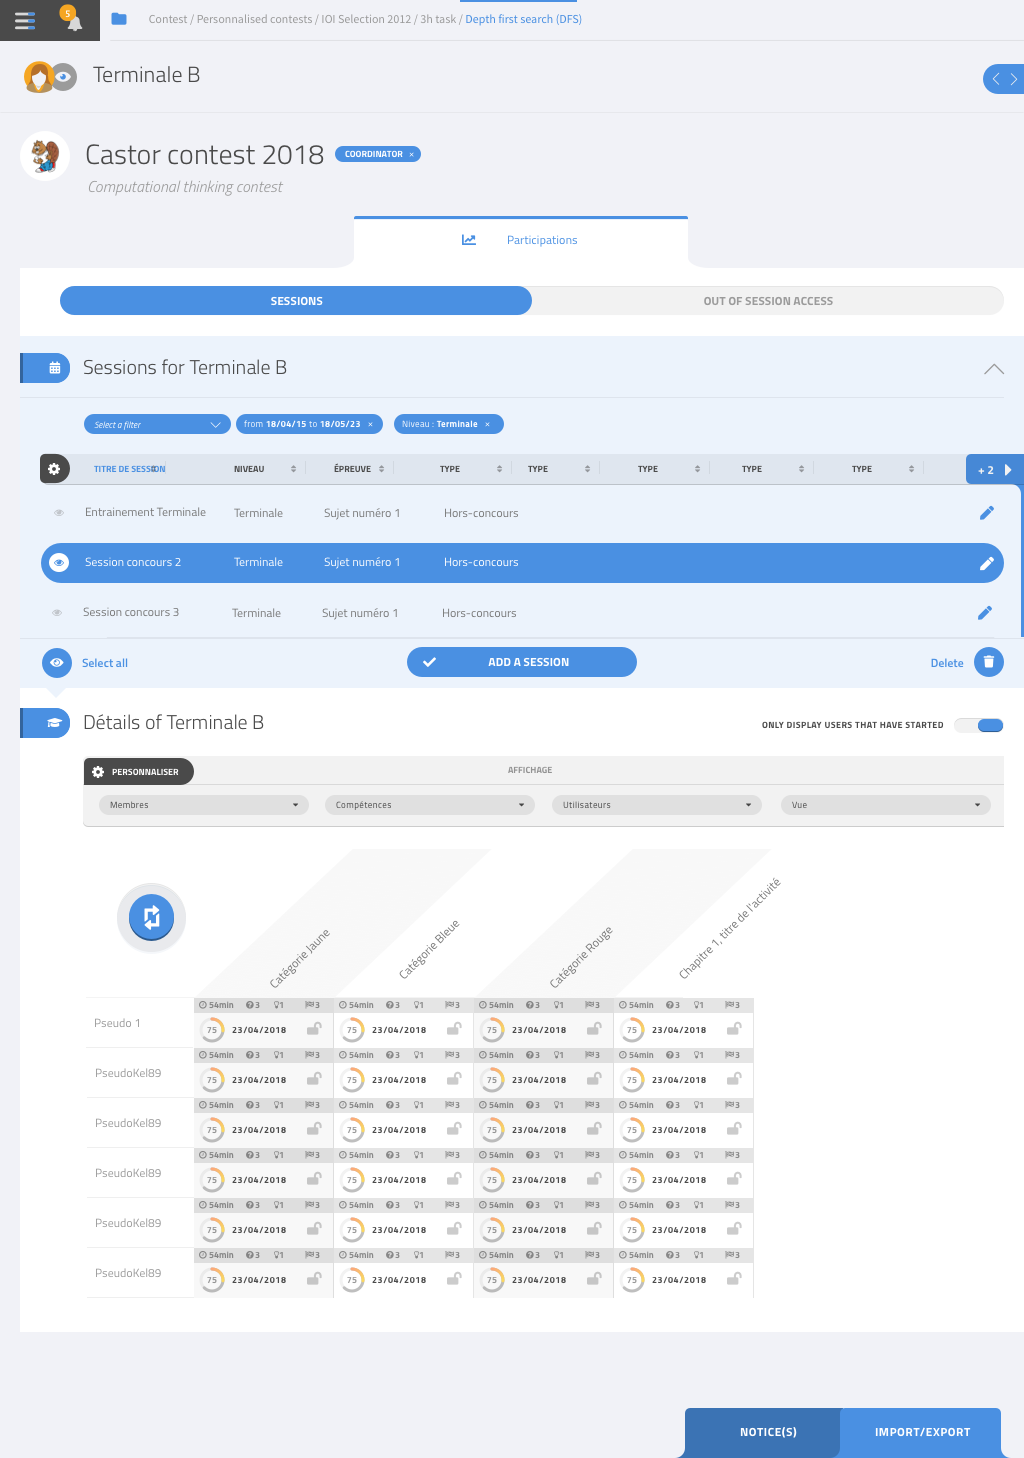 5
Contest / Personnalised contests / IOI Selection 2012 / 3h task / Depth first search (DFS)
Terminale B
Castor contest 2018
COORDINATOR ×
Computational thinking contest
Participations
SESSIONS
OUT OF SESSION ACCESS
Sessions for Terminale B
Select a filter
from 18/04/15 to 18/05/23 ×
Niveau : Terminale ×
TITRE DE SESSION NIVEAU ÉPREUVE TYPE TYPE TYPE TYPE TYPE + 2
Entrainement Terminale Terminale Sujet numéro 1 Hors-concours
Session concours 2 Terminale Sujet numéro 1 Hors-concours
Session concours 3 Terminale Sujet numéro 1 Hors-concours
Select all
ADD A SESSION
Delete
Détails of Terminale B
ONLY DISPLAY USERS THAT HAVE STARTED
PERSONNALISER
AFFICHAGE
Membres
Compétences
Utilisateurs
Vue
Catégorie Jaune
Catégorie Bleue
Catégorie Rouge
Chapitre 1, titre de l'activité
54min 3 1 3 54min 3 1 3 54min 3 1 3 54min 3 1 3
Pseudo 1
75 23/04/2018 75 23/04/2018 75 23/04/2018 75 23/04/2018
54min 3 1 3 54min 3 1 3 54min 3 1 3 54min 3 1 3
PseudoKel89
75 23/04/2018 75 23/04/2018 75 23/04/2018 75 23/04/2018
54min 3 1 3 54min 3 1 3 54min 3 1 3 54min 3 1 3
PseudoKel89
75 23/04/2018 75 23/04/2018 75 23/04/2018 75 23/04/2018
54min 3 1 3 54min 3 1 3 54min 3 1 3 54min 3 1 3
PseudoKel89
75 23/04/2018 75 23/04/2018 75 23/04/2018 75 23/04/2018
54min 3 1 3 54min 3 1 3 54min 3 1 3 54min 3 1 3
PseudoKel89
75 23/04/2018 75 23/04/2018 75 23/04/2018 75 23/04/2018
54min 3 1 3 54min 3 1 3 54min 3 1 3 54min 3 1 3
PseudoKel89
75 23/04/2018 75 23/04/2018 75 23/04/2018 75 23/04/2018
NOTICE(S)
IMPORT/EXPORT